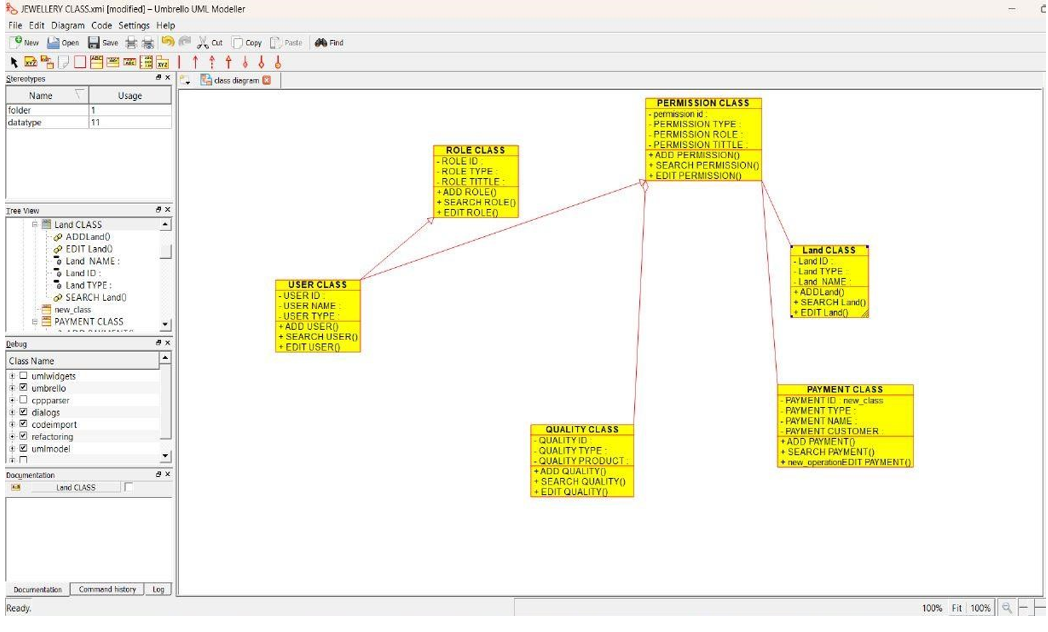 JEWELLERY CLASS.xmi [modified] – Umbrello UML Modeller
File Edit Diagram Code Settings Help
New Open Save Cut Copy Paste Find
Stereotypes
Name Usage
folder 1
datatype 11
Tree View
Land CLASS
ADDLand()
EDIT Land()
Land NAME :
Land ID :
Land TYPE :
SEARCH Land()
new_class
PAYMENT CLASS
Debug
Class Name
umlwidgets
umbrello
cppparser
dialogs
codeimport
refactoring
umlmodel
Documentation
Land CLASS
Documentation Command history Log
Ready.
class diagram
PERMISSION CLASS
- permission id :
- PERMISSION TYPE :
- PERMISSION ROLE :
- PERMISSION TITTLE :
+ ADD PERMISSION()
+ SEARCH PERMISSION()
+ EDIT PERMISSION()
ROLE CLASS
- ROLE ID :
- ROLE TYPE :
- ROLE TITTLE :
+ ADD ROLE()
+ SEARCH ROLE()
+ EDIT ROLE()
Land CLASS
- Land ID :
- Land TYPE :
- Land NAME :
+ ADDLand()
+ SEARCH Land()
+ EDIT Land()
USER CLASS
- USER ID :
- USER NAME :
- USER TYPE :
+ ADD USER()
+ SEARCH USER()
+ EDIT USER()
PAYMENT CLASS
- PAYMENT ID : new_class
- PAYMENT TYPE :
- PAYMENT NAME :
- PAYMENT CUSTOMER :
+ ADD PAYMENT()
+ SEARCH PAYMENT()
+ new_operationEDIT PAYMENT()
QUALITY CLASS
- QUALITY ID :
- QUALITY TYPE :
- QUALITY PRODUCT :
+ ADD QUALITY()
+ SEARCH QUALITY()
+ EDIT QUALITY()
100% Fit 100%